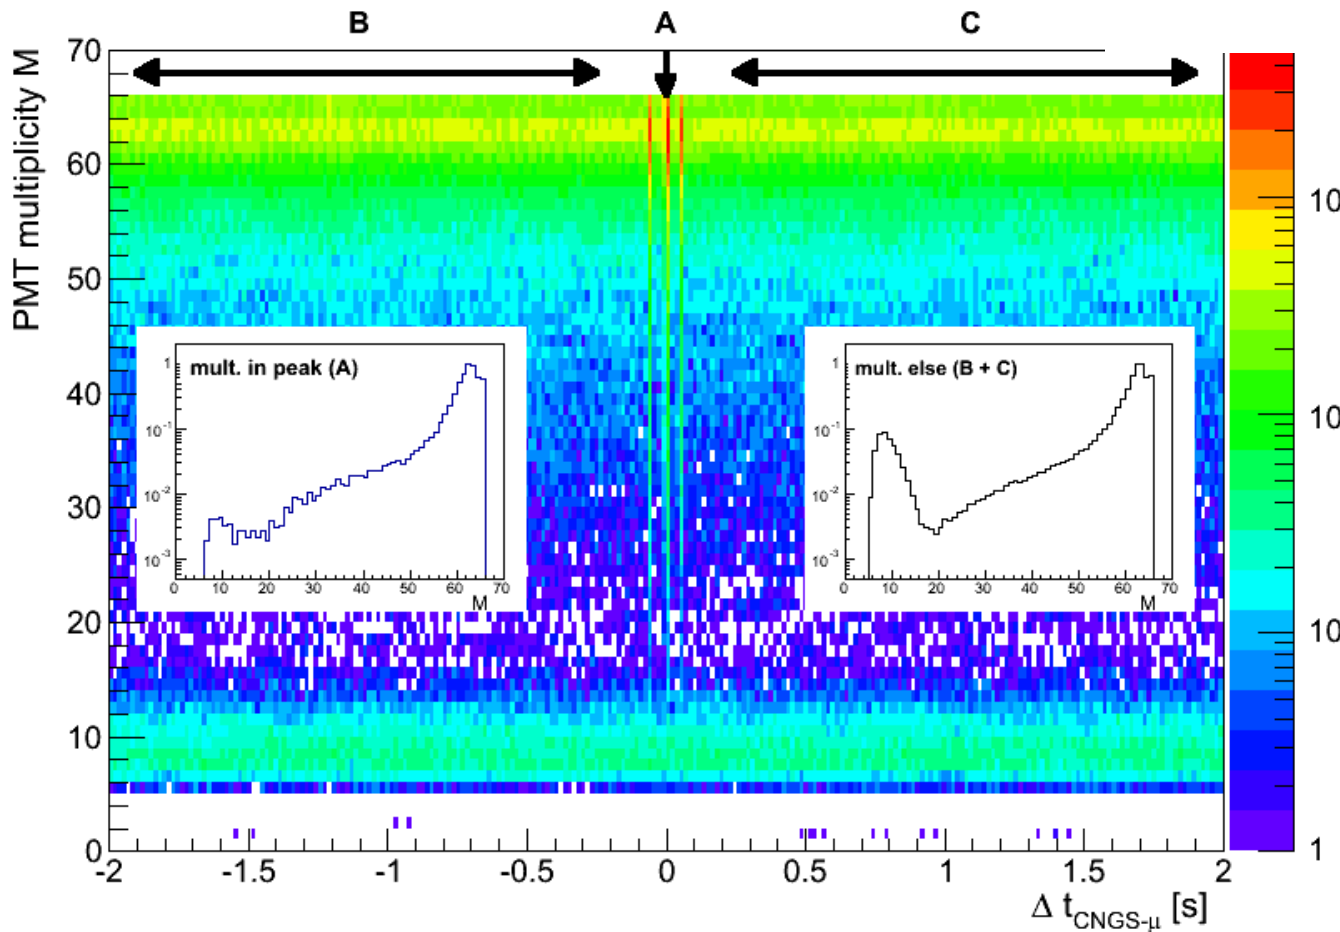 B A C
PMT multiplicity M
70
60
50
40
30
20
10
0
mult. in peak (A)
1
10⁻¹
10⁻²
10⁻³
0 10 20 30 40 50 60 70
M
mult. else (B + C)
1
10⁻¹
10⁻²
10⁻³
0 10 20 30 40 50 60 70
M
-2 -1.5 -1 -0.5 0 0.5 1 1.5 2
Δ t_CNGS-μ [s]
10
10
10
1